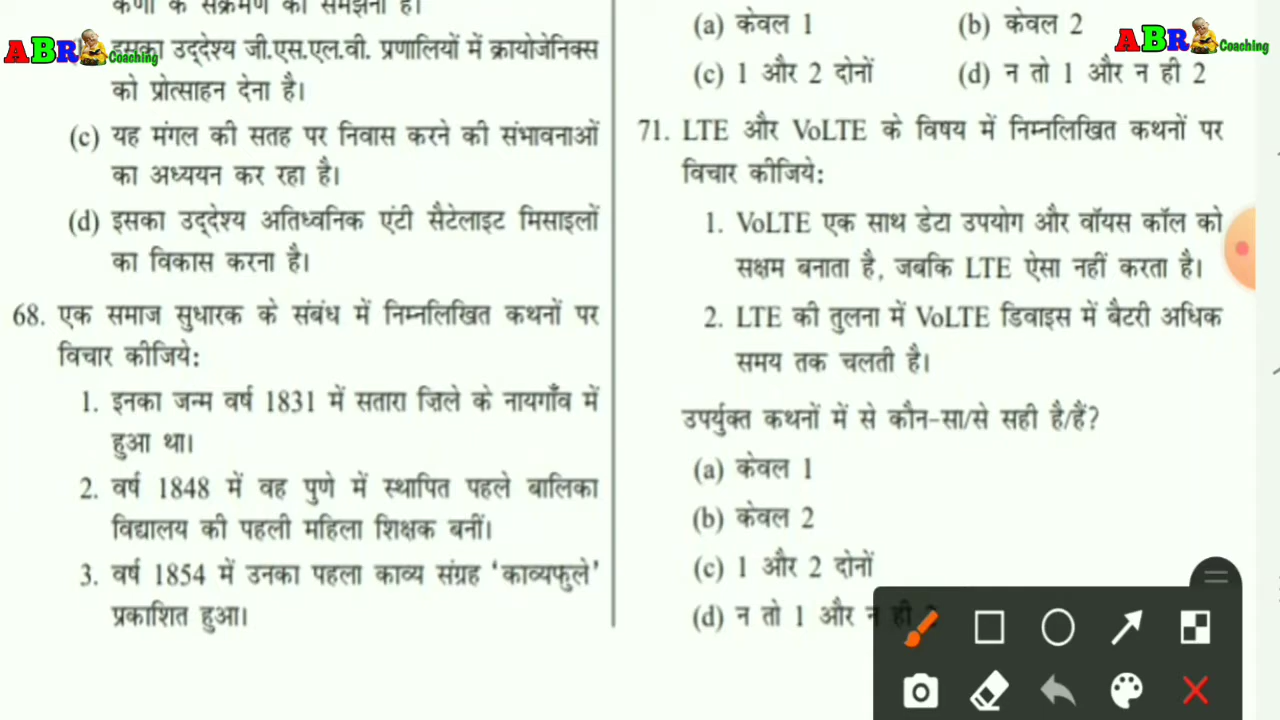 ABR Coaching
कणों के संक्रमण को समझना है।
इसका उद्देश्य जी.एस.एल.वी. प्रणालियों में क्रायोजेनिक्स
को प्रोत्साहन देना है।
(c) यह मंगल की सतह पर निवास करने की संभावनाओं
का अध्ययन कर रहा है।
(d) इसका उद्देश्य अतिध्वनिक एंटी सैटेलाइट मिसाइलों
का विकास करना है।
68. एक समाज सुधारक के संबंध में निम्नलिखित कथनों पर
विचार कीजिये:
1. इनका जन्म वर्ष 1831 में सतारा ज़िले के नायगाँव में
हुआ था।
2. वर्ष 1848 में वह पुणे में स्थापित पहले बालिका
विद्यालय की पहली महिला शिक्षक बनीं।
3. वर्ष 1854 में उनका पहला काव्य संग्रह ‘काव्यफुले’
प्रकाशित हुआ।
(a) केवल 1 (b) केवल 2
ABR Coaching
(c) 1 और 2 दोनों (d) न तो 1 और न ही 2
71. LTE और VoLTE के विषय में निम्नलिखित कथनों पर
विचार कीजिये:
1. VoLTE एक साथ डेटा उपयोग और वॉयस कॉल को
सक्षम बनाता है, जबकि LTE ऐसा नहीं करता है।
2. LTE की तुलना में VoLTE डिवाइस में बैटरी अधिक
समय तक चलती है।
उपर्युक्त कथनों में से कौन-सा/से सही है/हैं?
(a) केवल 1
(b) केवल 2
(c) 1 और 2 दोनों
(d) न तो 1 और न ही 2